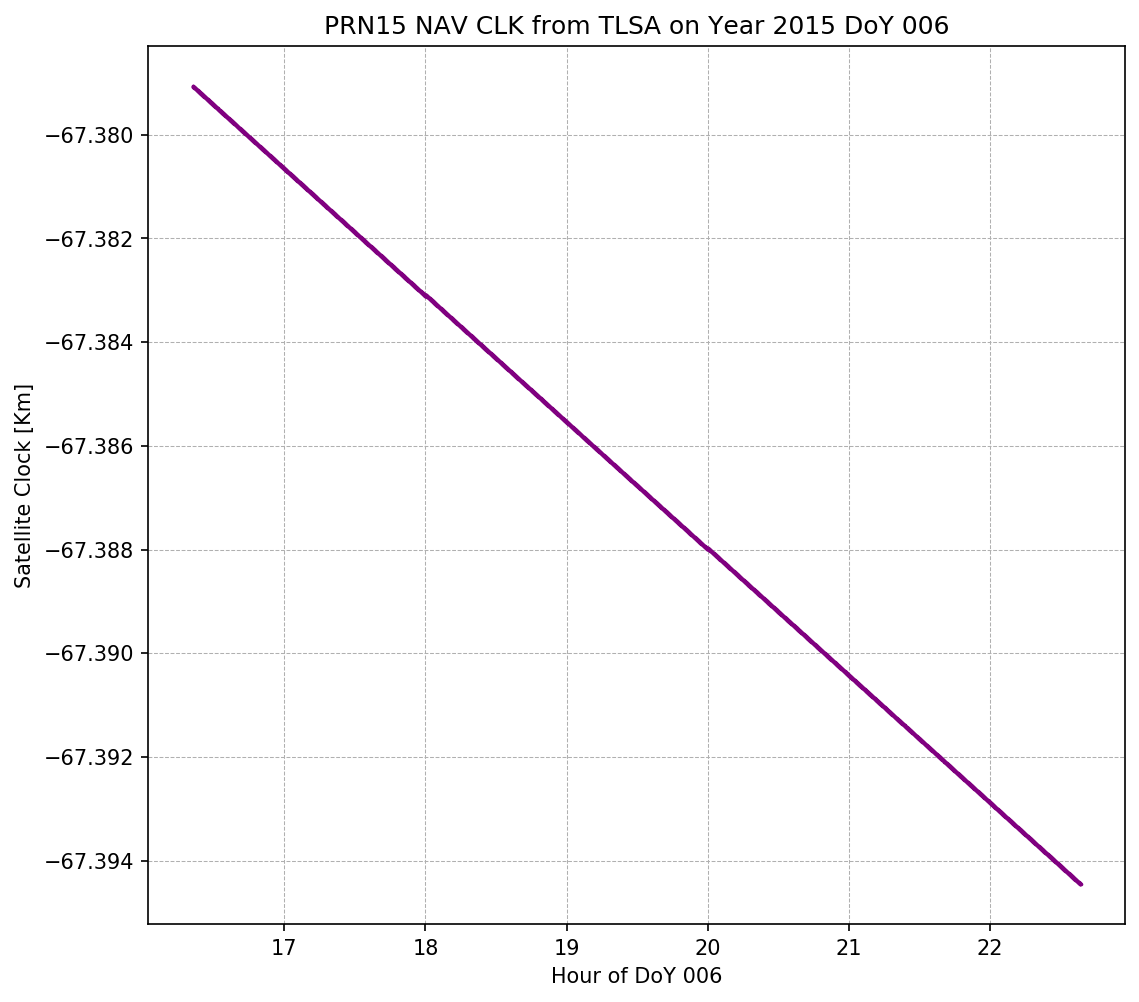 PRN15 NAV CLK from TLSA on Year 2015 DoY 006
Satellite Clock [Km]
−67.380
−67.382
−67.384
−67.386
−67.388
−67.390
−67.392
−67.394
17 18 19 20 21 22
Hour of DoY 006